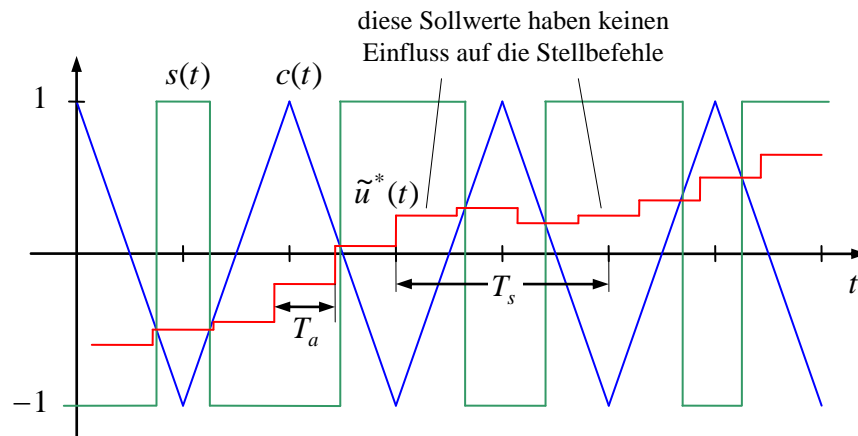 diese Sollwerte haben keinen
Einfluss auf die Stellbefehle
s(t)
c(t)
1
ũ*(t)
t
T_s
T_a
−1